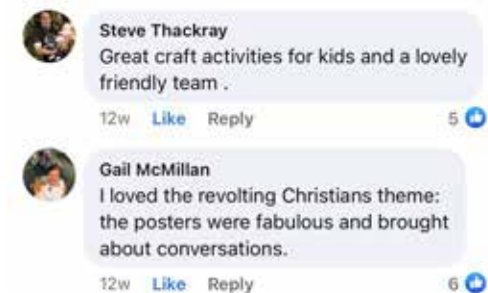 Steve Thackray
Great craft activities for kids and a lovely
friendly team .
12w Like Reply 5
Gail McMillan
I loved the revolting Christians theme:
the posters were fabulous and brought
about conversations.
12w Like Reply 6